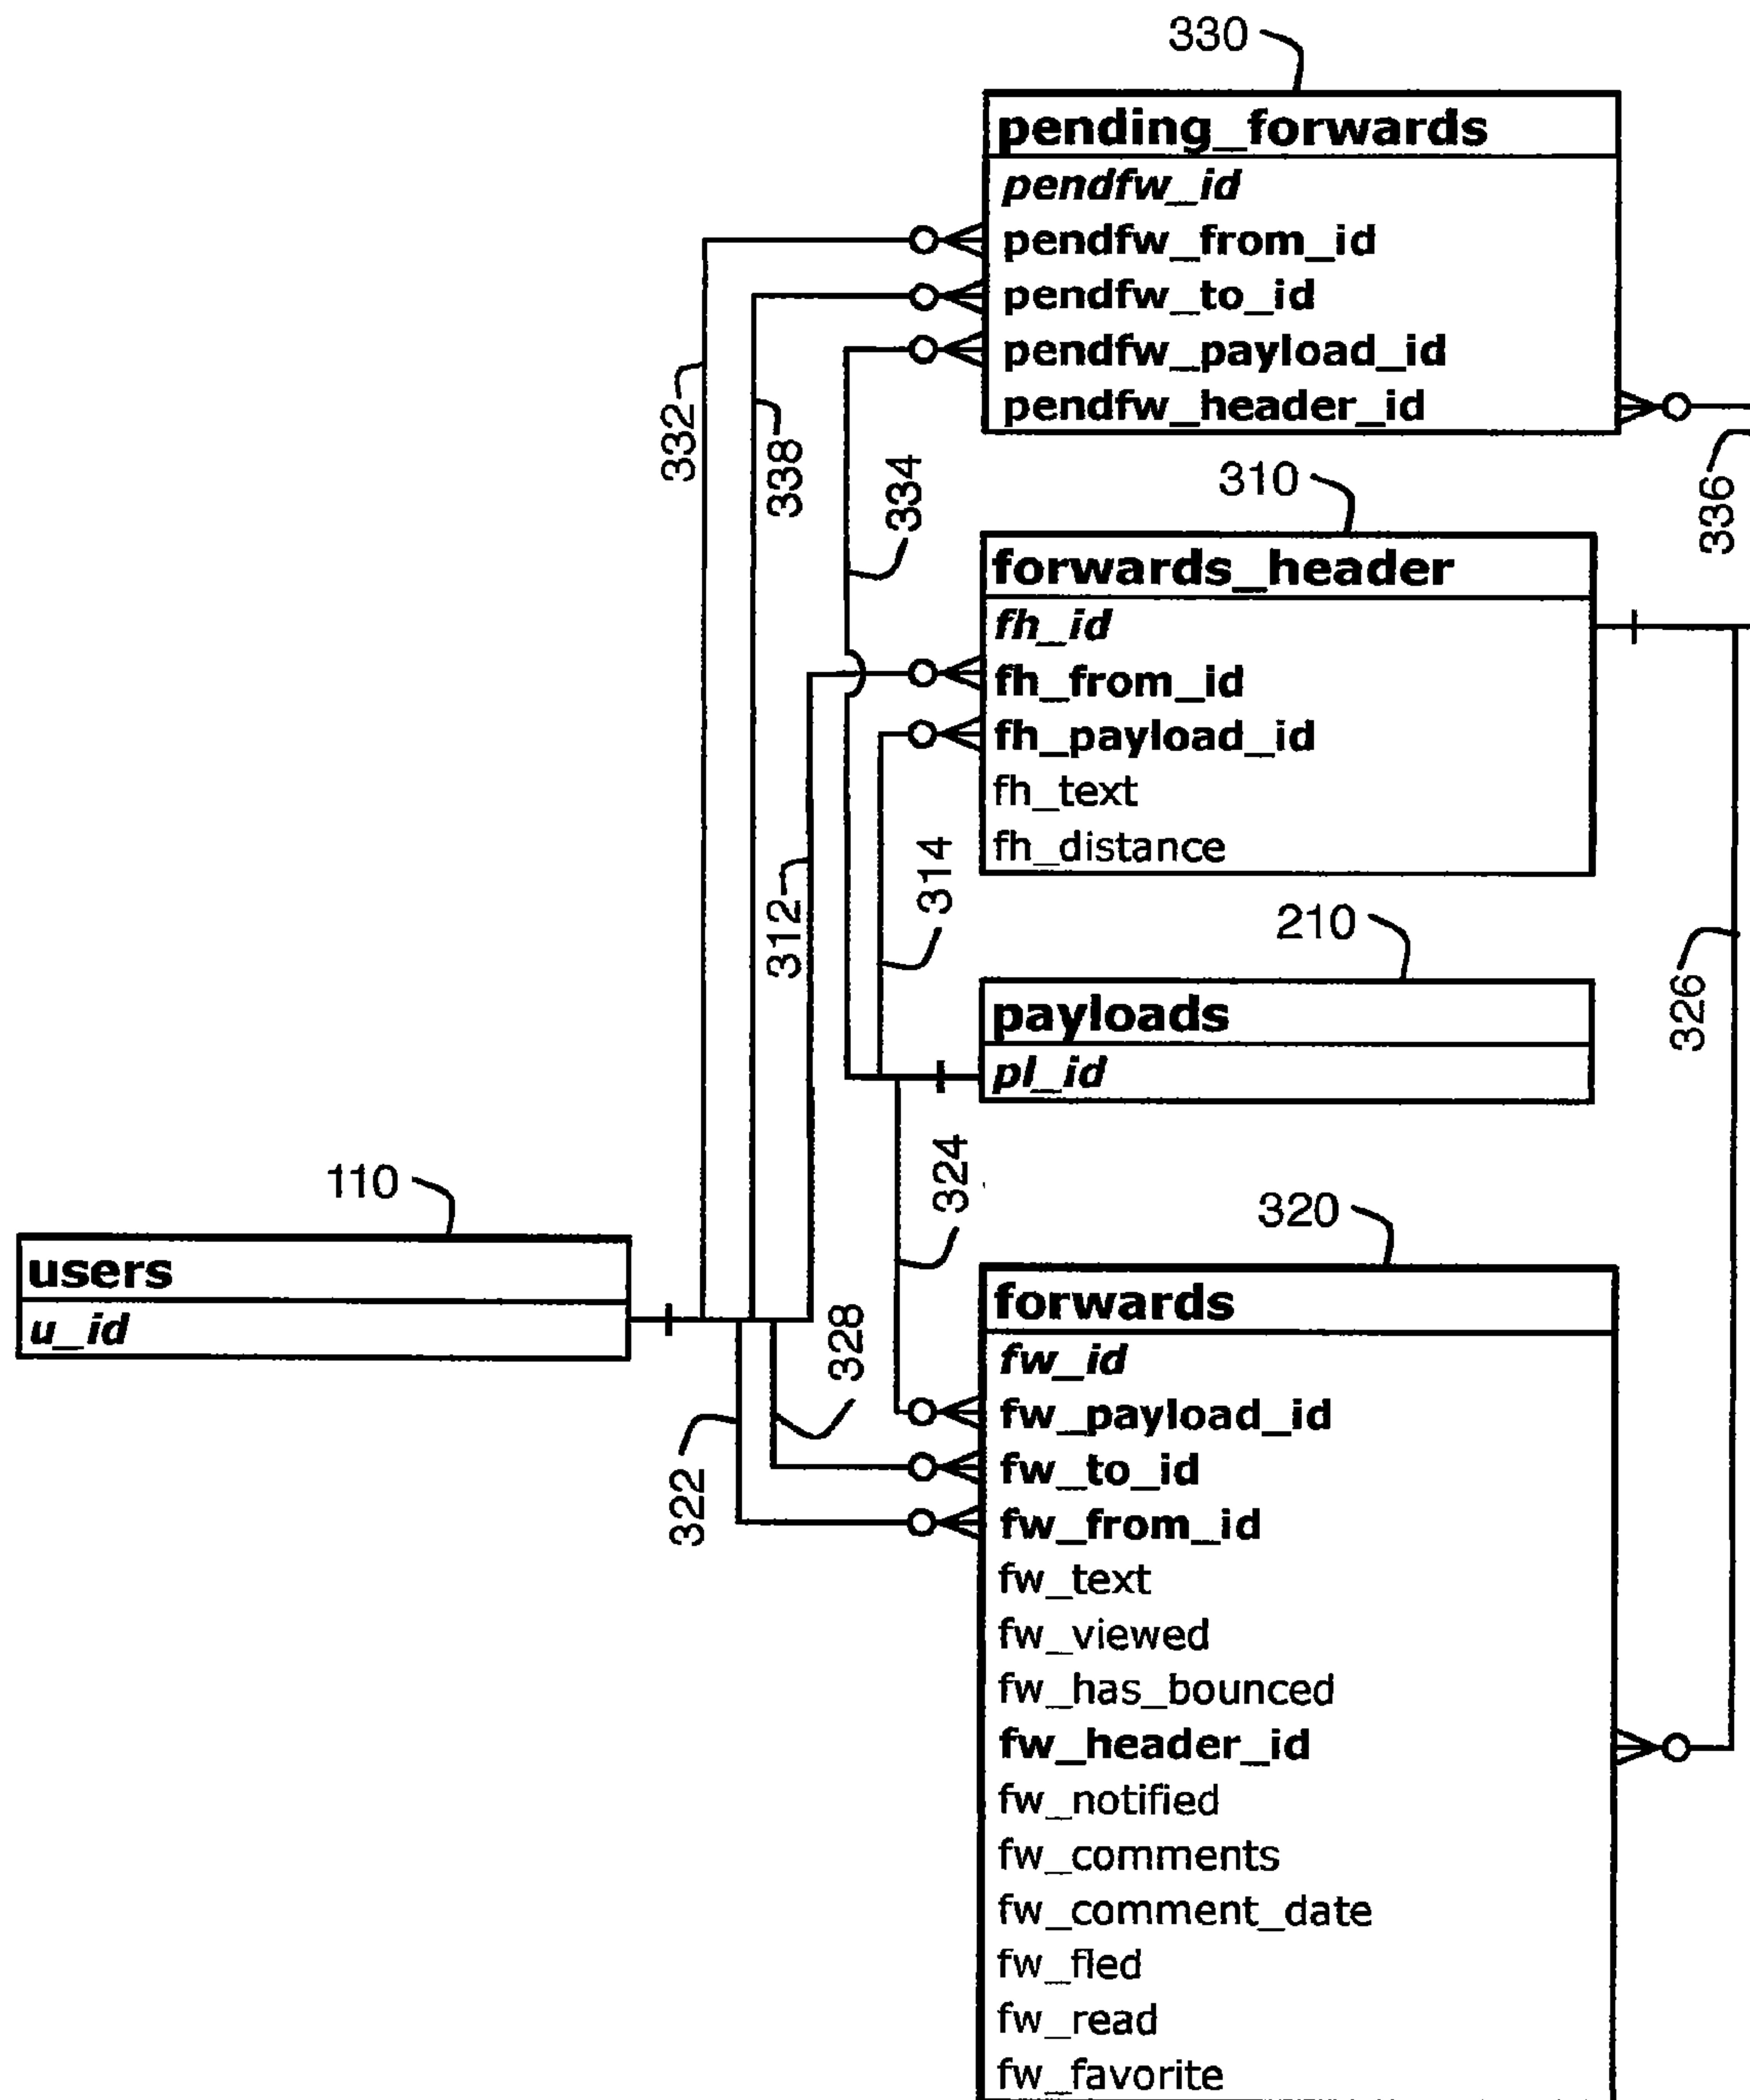 330
pending_forwards
pendfw_id
pendfw_from_id
pendfw_to_id
pendfw_payload_id
pendfw_header_id
332
338
334
336
310
forwards_header
fh_id
fh_from_id
fh_payload_id
fh_text
fh_distance
312
314
210
326
payloads
pl_id
324
110
users
u_id
328
322
320
forwards
fw_id
fw_payload_id
fw_to_id
fw_from_id
fw_text
fw_viewed
fw_has_bounced
fw_header_id
fw_notified
fw_comments
fw_comment_date
fw_fled
fw_read
fw_favorite